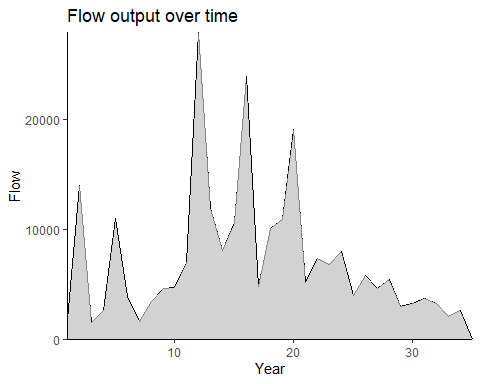 Flow output over time
Flow
20000
10000
0
10 20 30
Year